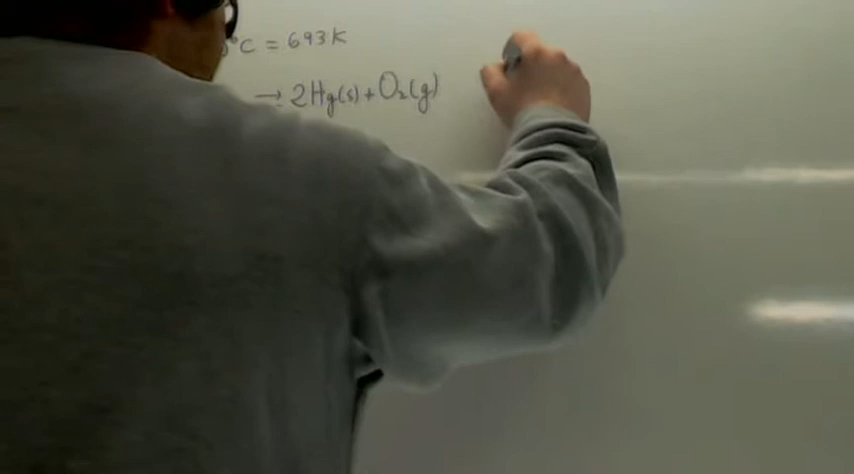 °C = 693K
→ 2Hg(s) + O₂(g)